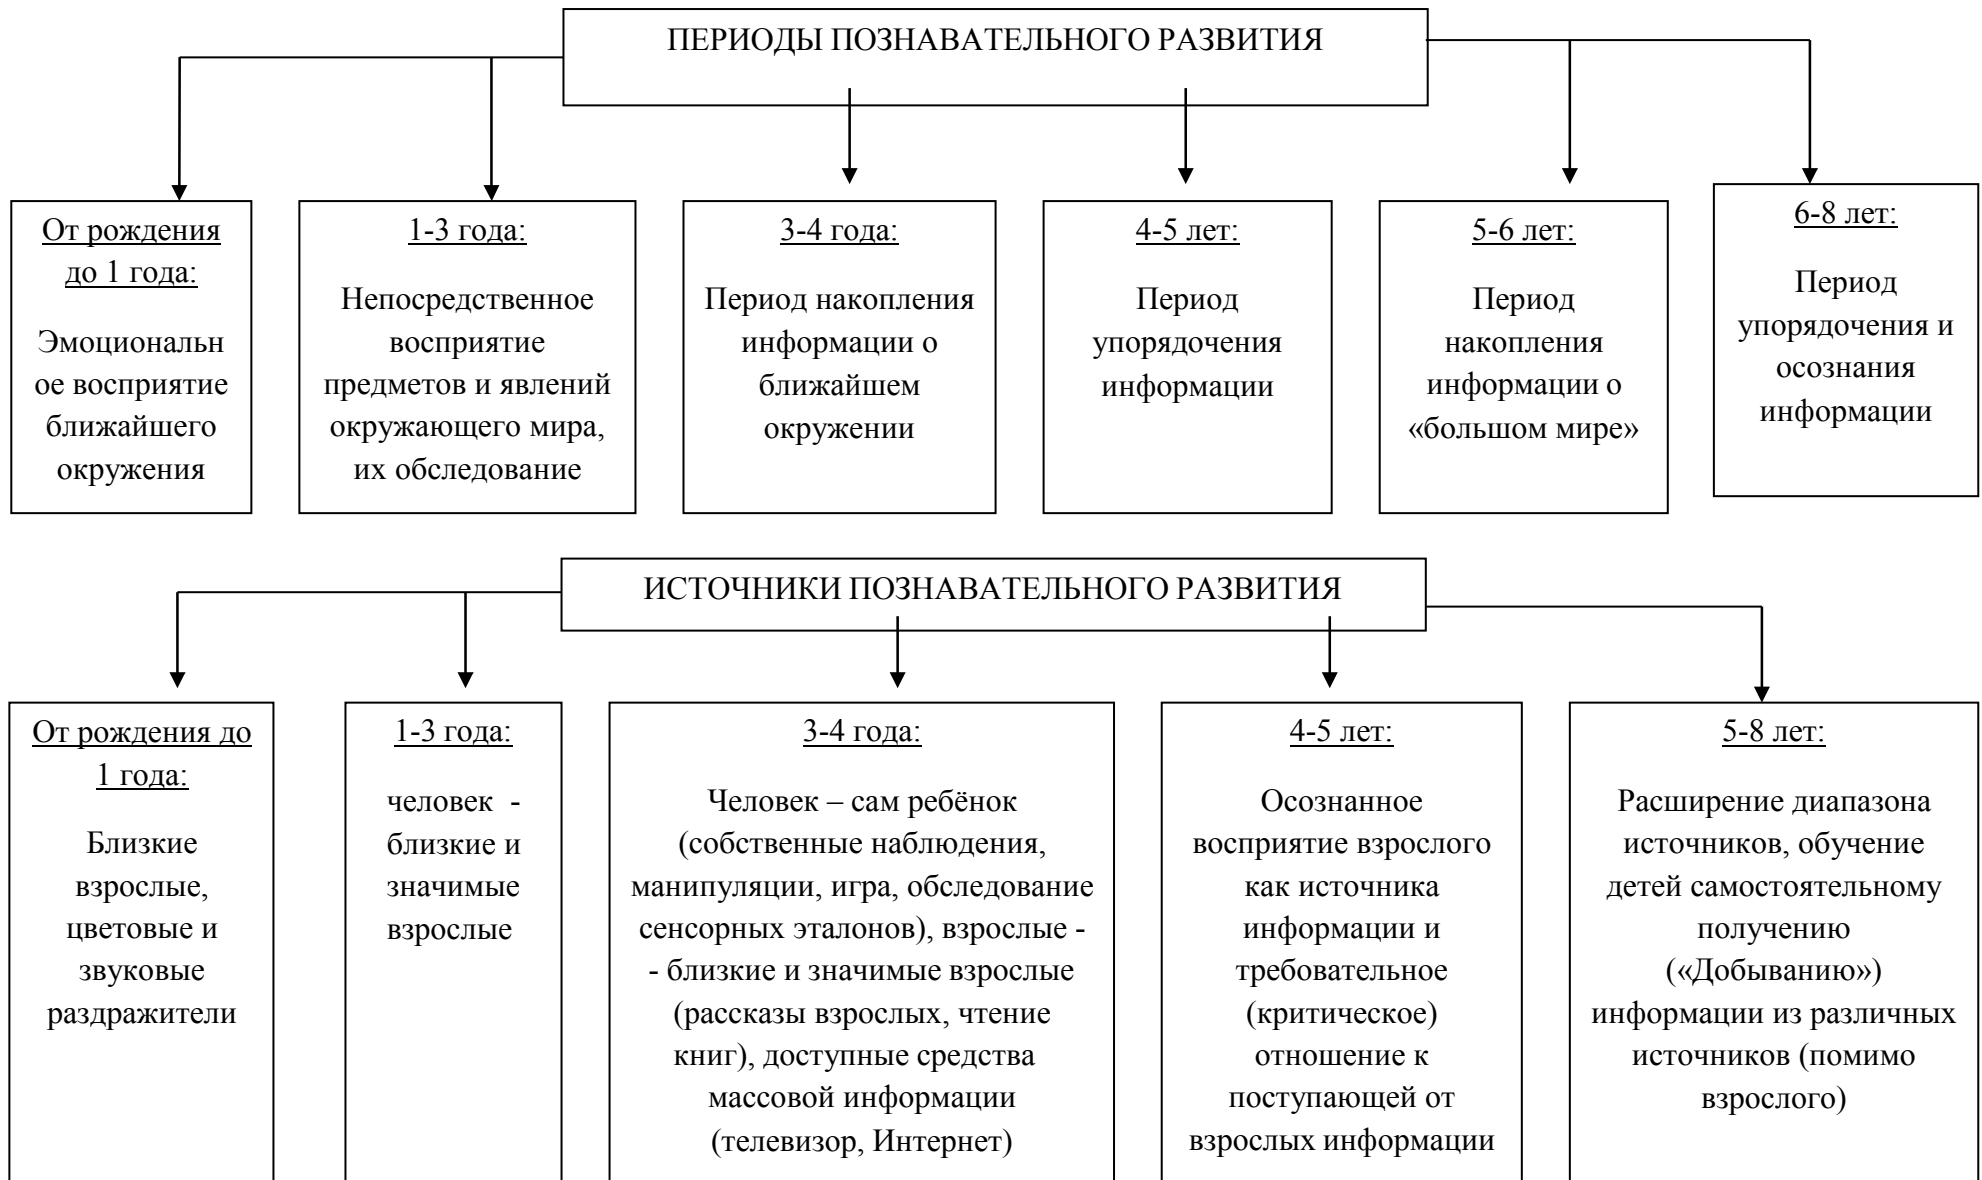 ПЕРИОДЫ ПОЗНАВАТЕЛЬНОГО РАЗВИТИЯ
От рождения
до 1 года:
Эмоциональн
ое восприятие
ближайшего
окружения
1-3 года:
Непосредственное
восприятие
предметов и явлений
окружающего мира,
их обследование
3-4 года:
Период накопления
информации о
ближайшем
окружении
4-5 лет:
Период
упорядочения
информации
5-6 лет:
Период
накопления
информации о
«большом мире»
6-8 лет:
Период
упорядочения и
осознания
информации
ИСТОЧНИКИ ПОЗНАВАТЕЛЬНОГО РАЗВИТИЯ
От рождения до
1 года:
Близкие
взрослые,
цветовые и
звуковые
раздражители
1-3 года:
человек -
близкие и
значимые
взрослые
3-4 года:
Человек – сам ребёнок
(собственные наблюдения,
манипуляции, игра, обследование
сенсорных эталонов), взрослые -
- близкие и значимые взрослые
(рассказы взрослых, чтение
книг), доступные средства
массовой информации
(телевизор, Интернет)
4-5 лет:
Осознанное
восприятие взрослого
как источника
информации и
требовательное
(критическое)
отношение к
поступающей от
взрослых информации
5-8 лет:
Расширение диапазона
источников, обучение
детей самостоятельному
получению
(«Добыванию»)
информации из различных
источников (помимо
взрослого)